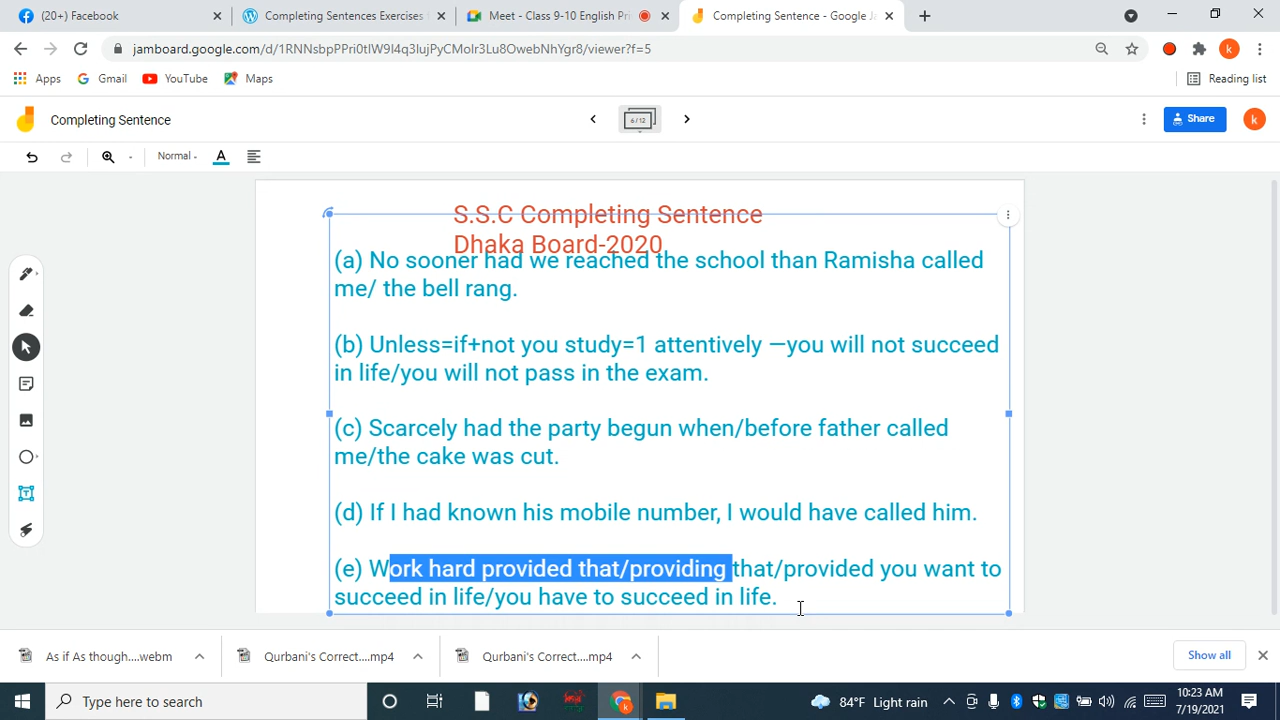 (20+) Facebook
Completing Sentences Exercises
Meet - Class 9-10 English Pri
Completing Sentence - Google Ja
jamboard.google.com/d/1RNNsbpPPri0tlW9l4q3lujPyCMolr3Lu8OwebNhYgr8/viewer?f=5
Apps Gmail YouTube Maps Reading list
Completing Sentence
6 / 12
Share
k
Normal
S.S.C Completing Sentence
Dhaka Board-2020
(a) No sooner had we reached the school than Ramisha called
me/ the bell rang.
(b) Unless=if+not you study=1 attentively —you will not succeed
in life/you will not pass in the exam.
(c) Scarcely had the party begun when/before father called
me/the cake was cut.
(d) If I had known his mobile number, I would have called him.
(e) Work hard provided that/providing that/provided you want to
succeed in life/you have to succeed in life.
As if As though....webm
Qurbani's Correct....mp4
Qurbani's Correct....mp4
Show all
Type here to search
84°F Light rain
10:23 AM
7/19/2021